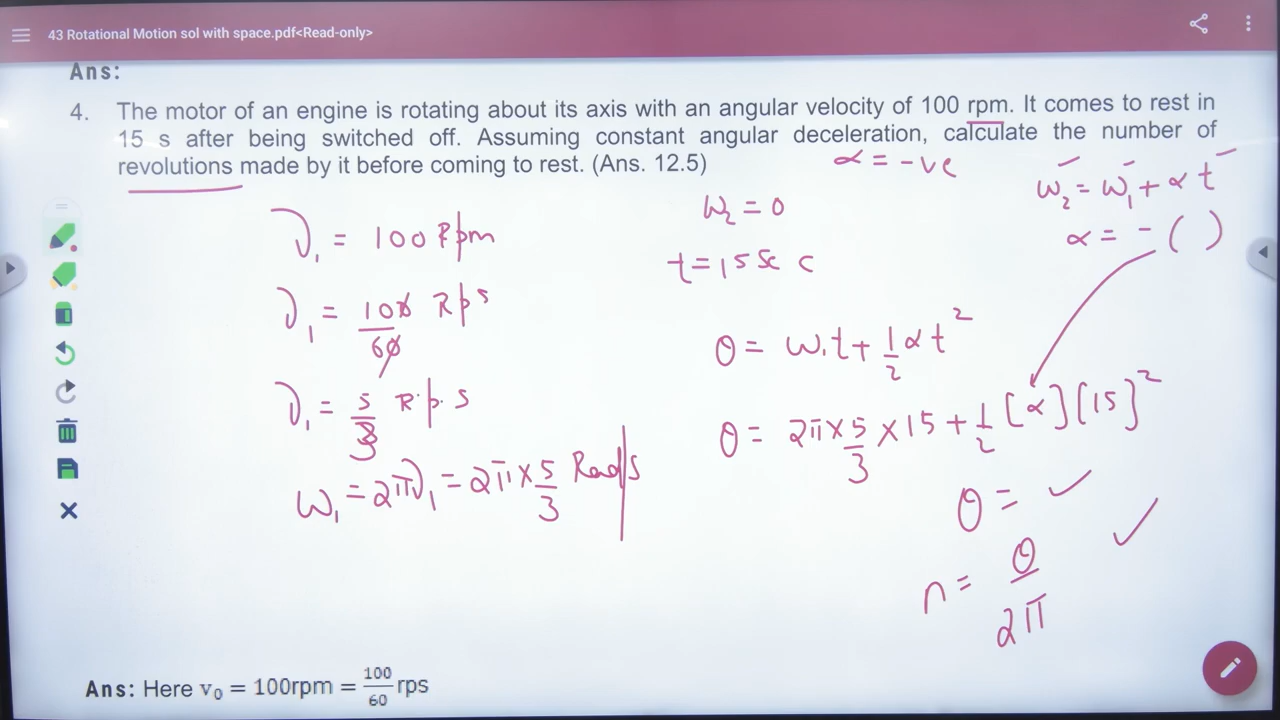 43 Rotational Motion sol with space.pdf<Read-only>
Ans:
4. The motor of an engine is rotating about its axis with an angular velocity of 100 rpm. It comes to rest in
15 s after being switched off. Assuming constant angular deceleration, calculate the number of
revolutions made by it before coming to rest. (Ans. 12.5)
α = -ve
ω₂ = ω₁ + α t
α = - ( )
ν₁ = 100 Rpm
ν₁ = 100/60 Rps
ν₁ = 5/3 R.p.s
ω₁ = 2πν₁ = 2π × 5/3 Rad/s
ω₂ = 0
t = 15 Sec
θ = ω₁t + 1/2 αt²
θ = 2π × 5/3 × 15 + 1/2 [α][15]²
θ = ✓
n = θ/2π ✓
Ans: Here v₀ = 100rpm = 100/60 rps